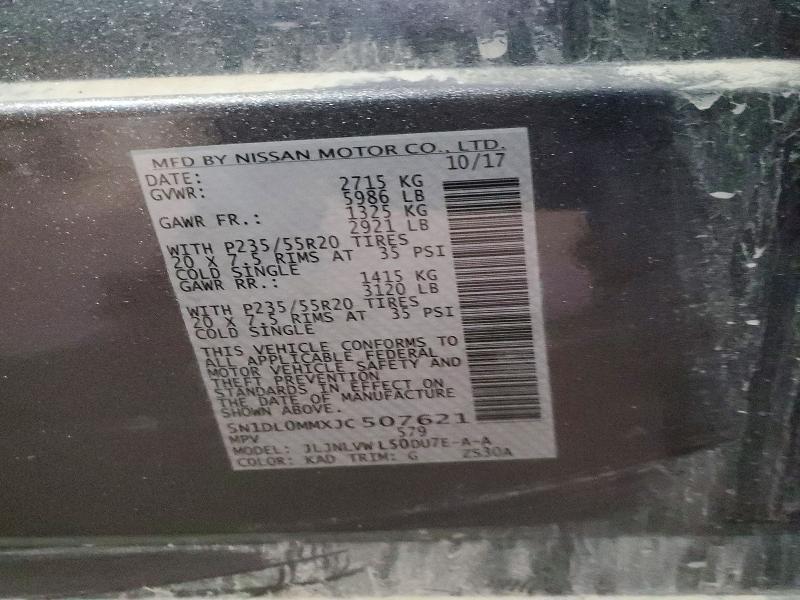 MFD BY NISSAN MOTOR CO., LTD.
DATE: 10/17
GVWR: 2715 KG
5986 LB
GAWR FR.: 1325 KG
2921 LB
WITH P235/55R20 TIRES
20 X 7.5 RIMS AT 35 PSI
COLD SINGLE
GAWR RR.: 1415 KG
3120 LB
WITH P235/55R20 TIRES
20 X 7.5 RIMS AT 35 PSI
COLD SINGLE
THIS VEHICLE CONFORMS TO
ALL APPLICABLE FEDERAL
MOTOR VEHICLE SAFETY AND
THEFT PREVENTION
STANDARDS IN EFFECT ON
THE DATE OF MANUFACTURE
SHOWN ABOVE.
5N1DL0MMXJC507621
MPV 579
MODEL: JLJNLVWL50DU7E-A-A
COLOR: KAD TRIM: G ZS30A